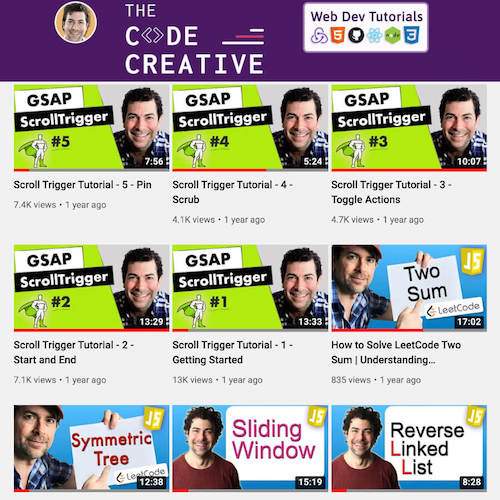 THE
C<>DE
CREATIVE
Web Dev Tutorials
GSAP
ScrollTrigger
#5
7:56
GSAP
ScrollTrigger
#4
5:24
GSAP
ScrollTrigger
#3
10:07
Scroll Trigger Tutorial - 5 - Pin
7.4K views • 1 year ago
Scroll Trigger Tutorial - 4 -
Scrub
4.1K views • 1 year ago
Scroll Trigger Tutorial - 3 -
Toggle Actions
4.7K views • 1 year ago
GSAP
ScrollTrigger
#2
13:29
GSAP
ScrollTrigger
#1
13:33
JS
Two
Sum
LeetCode
17:02
Scroll Trigger Tutorial - 2 -
Start and End
7.1K views • 1 year ago
Scroll Trigger Tutorial - 1 -
Getting Started
13K views • 1 year ago
How to Solve LeetCode Two
Sum | Understanding...
835 views • 1 year ago
JS
Symmetric
Tree
LeetCode
12:38
JS
Sliding
Window
15:19
JS
Reverse
Linked
List
8:28